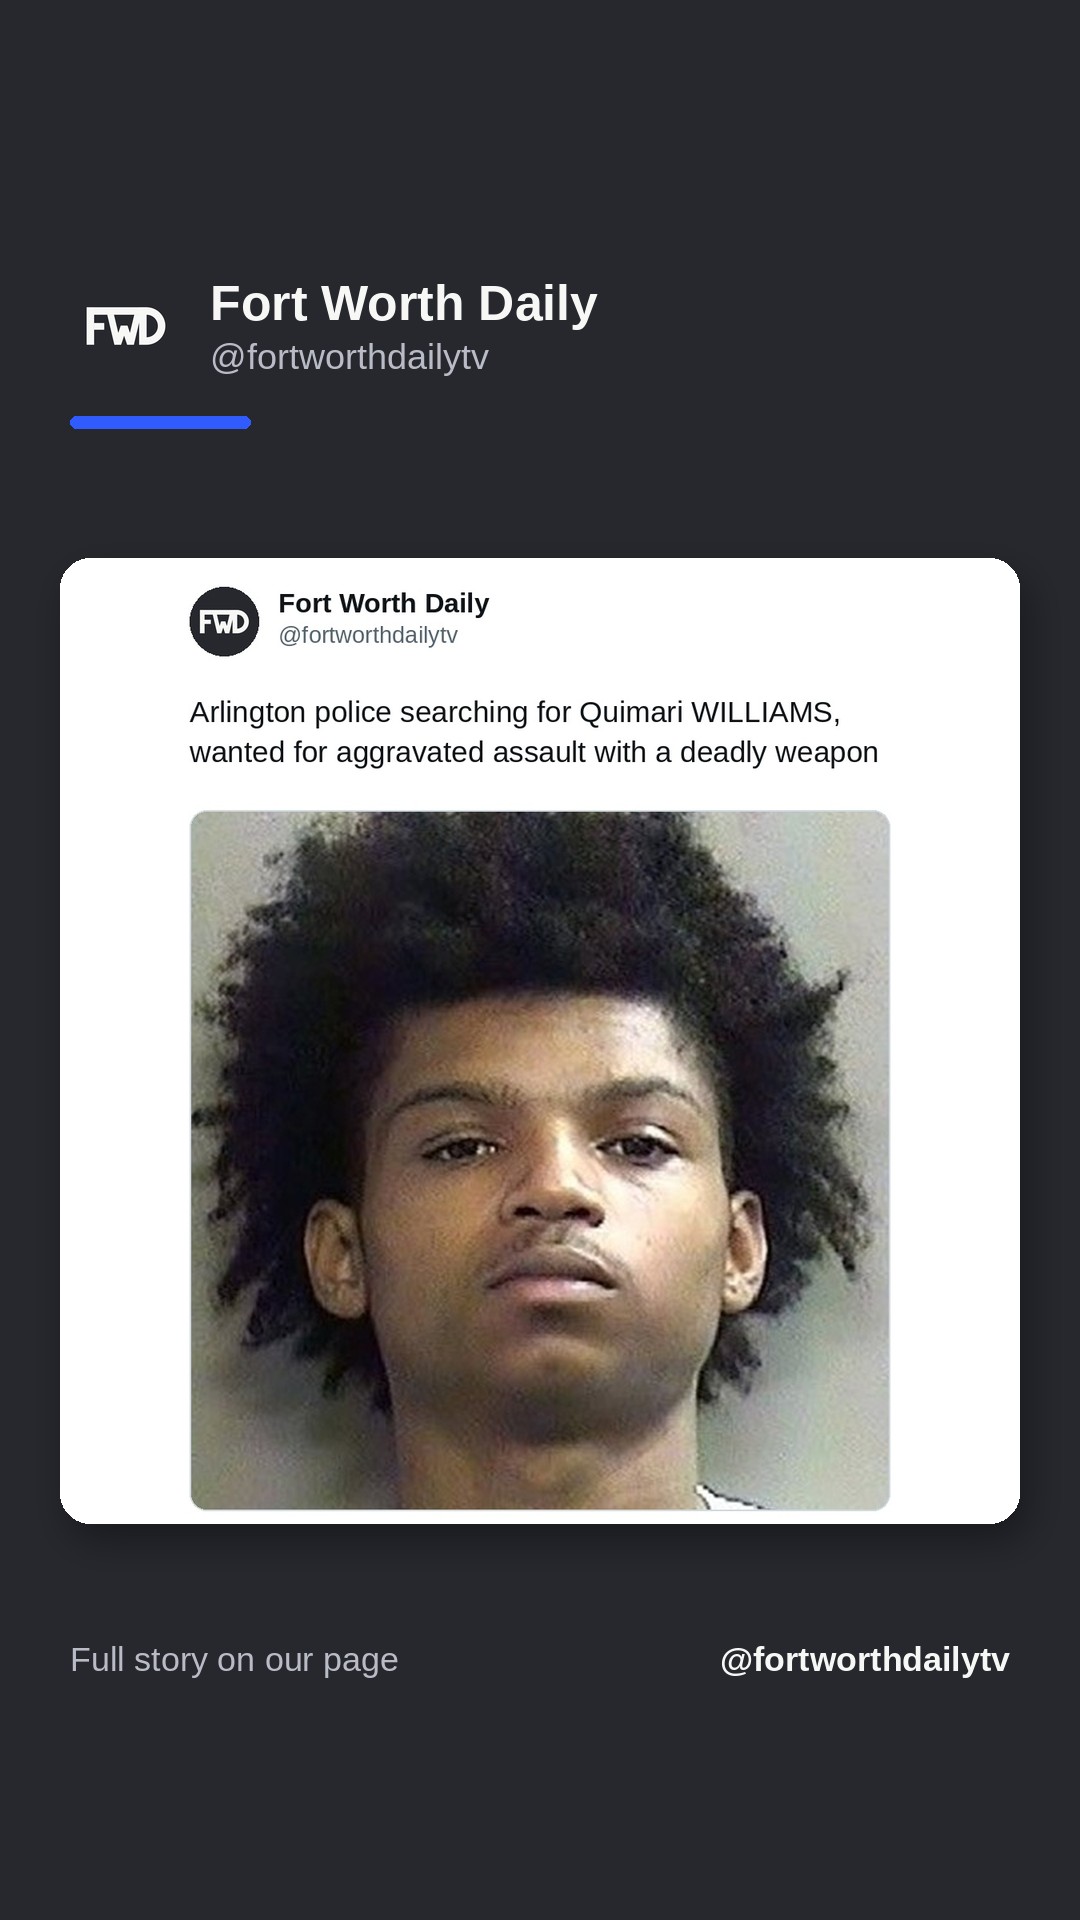 FWD
Fort Worth Daily
@fortworthdailytv
FWD
Fort Worth Daily
@fortworthdailytv
Arlington police searching for Quimari WILLIAMS,
wanted for aggravated assault with a deadly weapon
Full story on our page
@fortworthdailytv